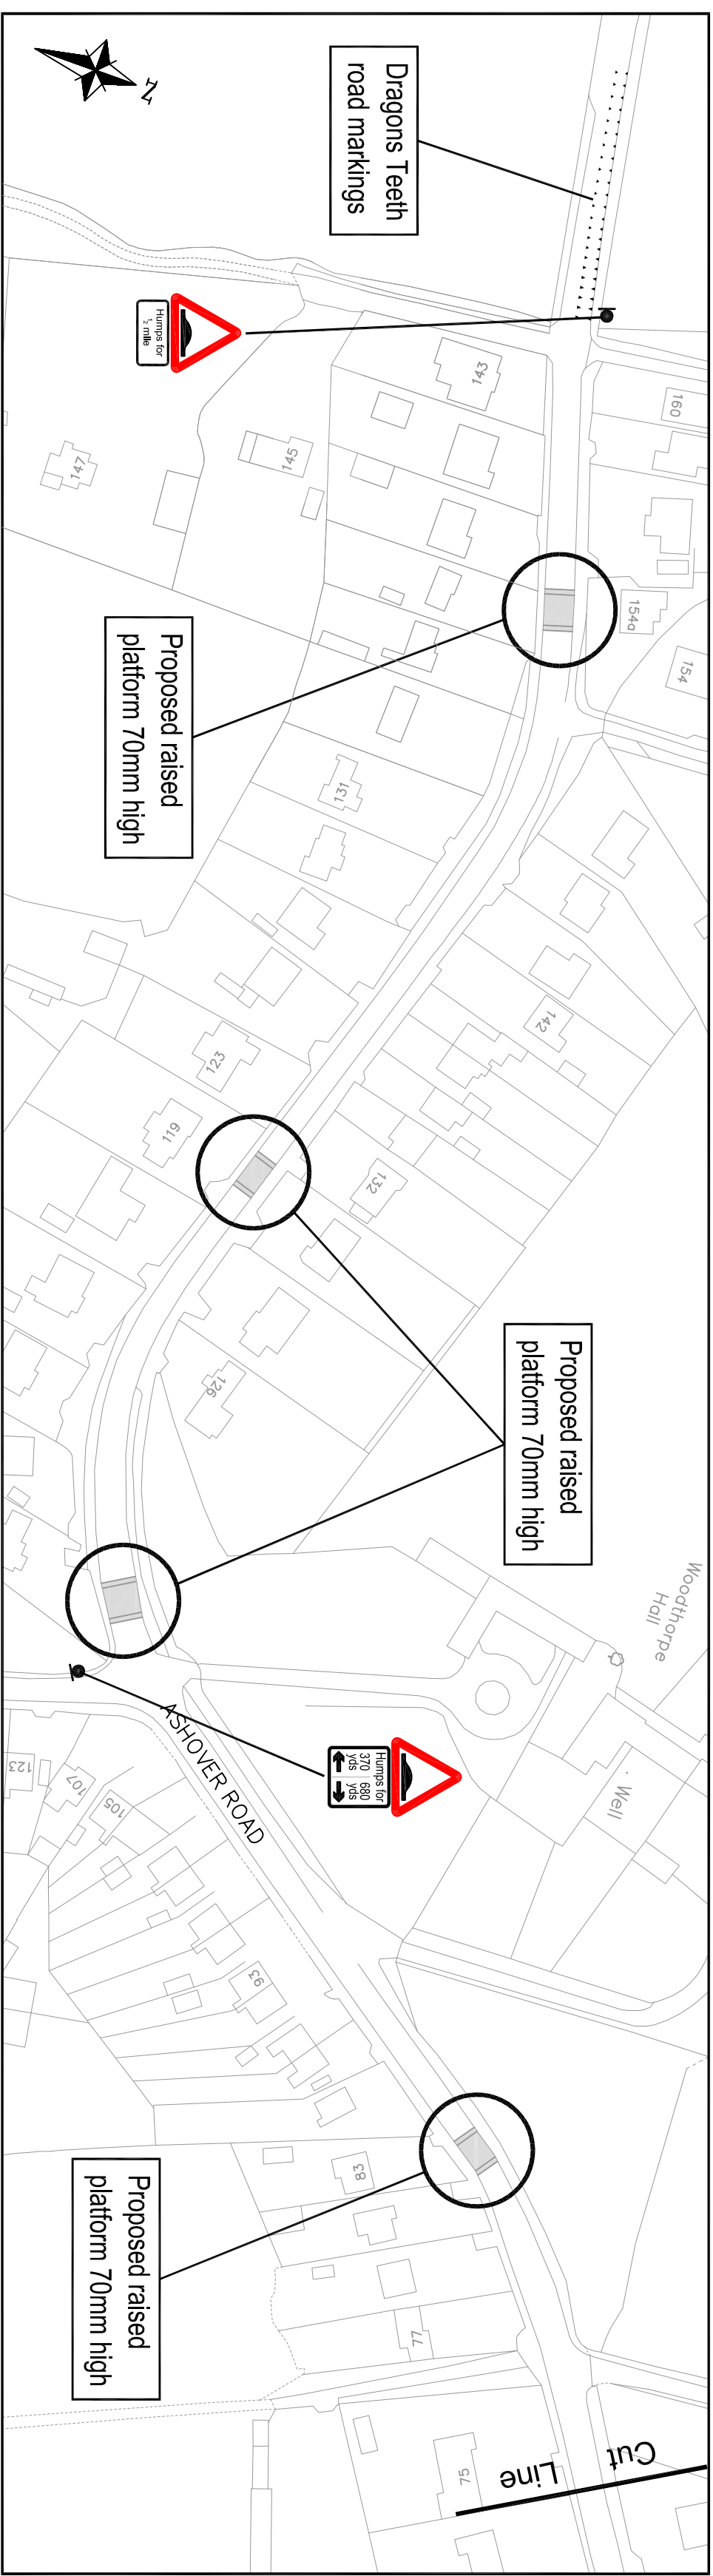 N
Dragons Teeth
road markings
Humps for
½ mile
143
160
145
147
154a
154
Proposed raised
platform 70mm high
131
142
123
119
132
126
Proposed raised
platform 70mm high
Woodthorpe
Hall
Well
Humps for
370 680
yds yds
ASHOVER ROAD
123
107
105
93
83
Proposed raised
platform 70mm high
77
75
Cut
Line